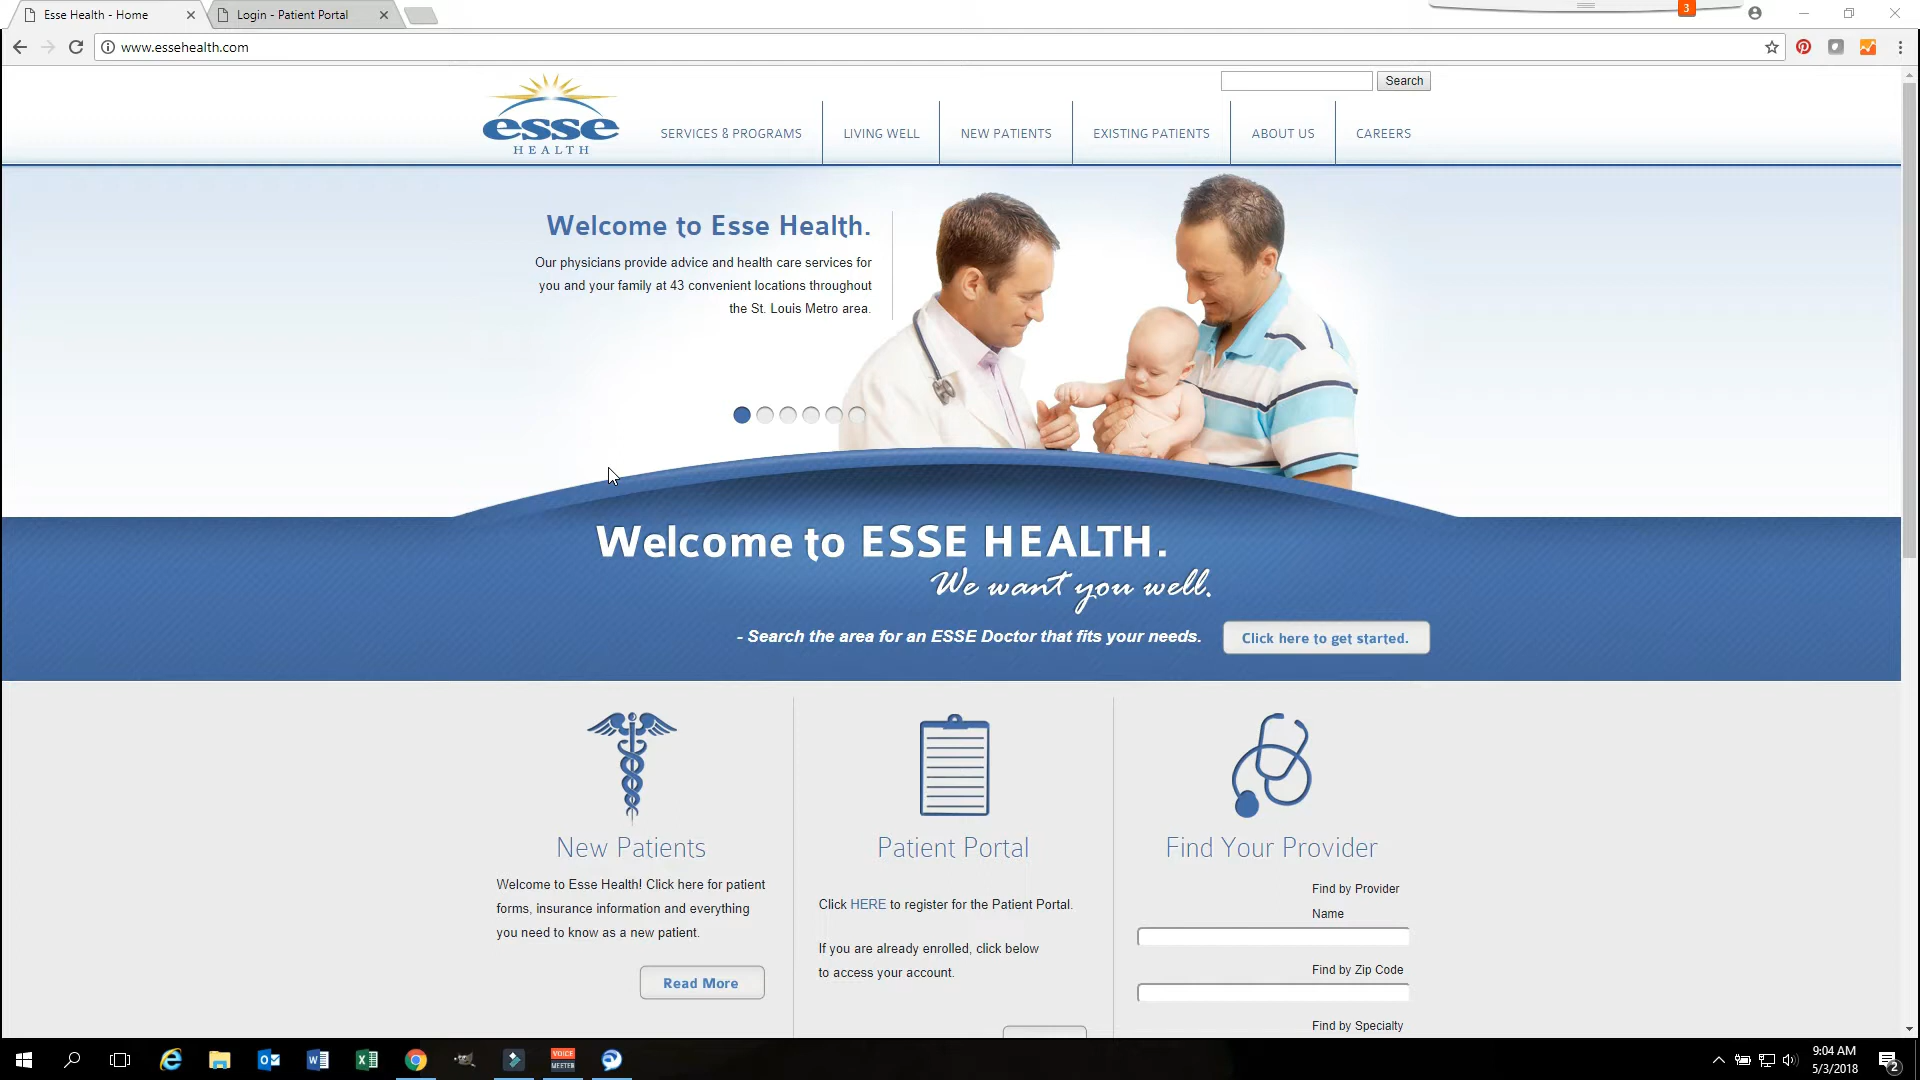 Esse Health - Home
Login - Patient Portal
3
www.essehealth.com
Search
esse
HEALTH
SERVICES & PROGRAMS
LIVING WELL
NEW PATIENTS
EXISTING PATIENTS
ABOUT US
CAREERS
Welcome to Esse Health.
Our physicians provide advice and health care services for
you and your family at 43 convenient locations throughout
the St. Louis Metro area.
Welcome to ESSE HEALTH.
We want you well.
- Search the area for an ESSE Doctor that fits your needs.
Click here to get started.
New Patients
Welcome to Esse Health! Click here for patient
forms, insurance information and everything
you need to know as a new patient.
Read More
Patient Portal
Click HERE to register for the Patient Portal.
If you are already enrolled, click below
to access your account.
Find Your Provider
Find by Provider
Name
Find by Zip Code
Find by Specialty
VOICE
MEETER
9:04 AM
5/3/2018
2